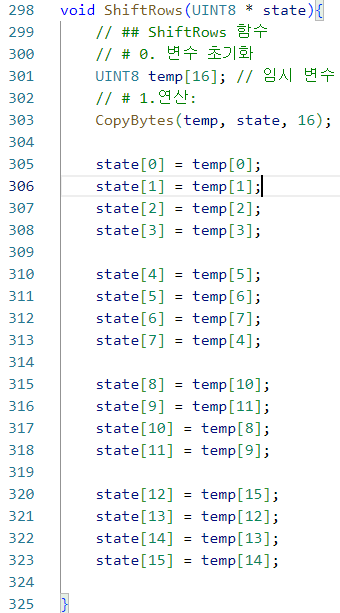 298 void ShiftRows(UINT8 * state){
299 // ## ShiftRows 함수
300 // # 0. 변수 초기화
301 UINT8 temp[16]; // 임시 변수
302 // # 1.연산:
303 CopyBytes(temp, state, 16);
304
305 state[0] = temp[0];
306 state[1] = temp[1];
307 state[2] = temp[2];
308 state[3] = temp[3];
309
310 state[4] = temp[5];
311 state[5] = temp[6];
312 state[6] = temp[7];
313 state[7] = temp[4];
314
315 state[8] = temp[10];
316 state[9] = temp[11];
317 state[10] = temp[8];
318 state[11] = temp[9];
319
320 state[12] = temp[15];
321 state[13] = temp[12];
322 state[14] = temp[13];
323 state[15] = temp[14];
324
325 }